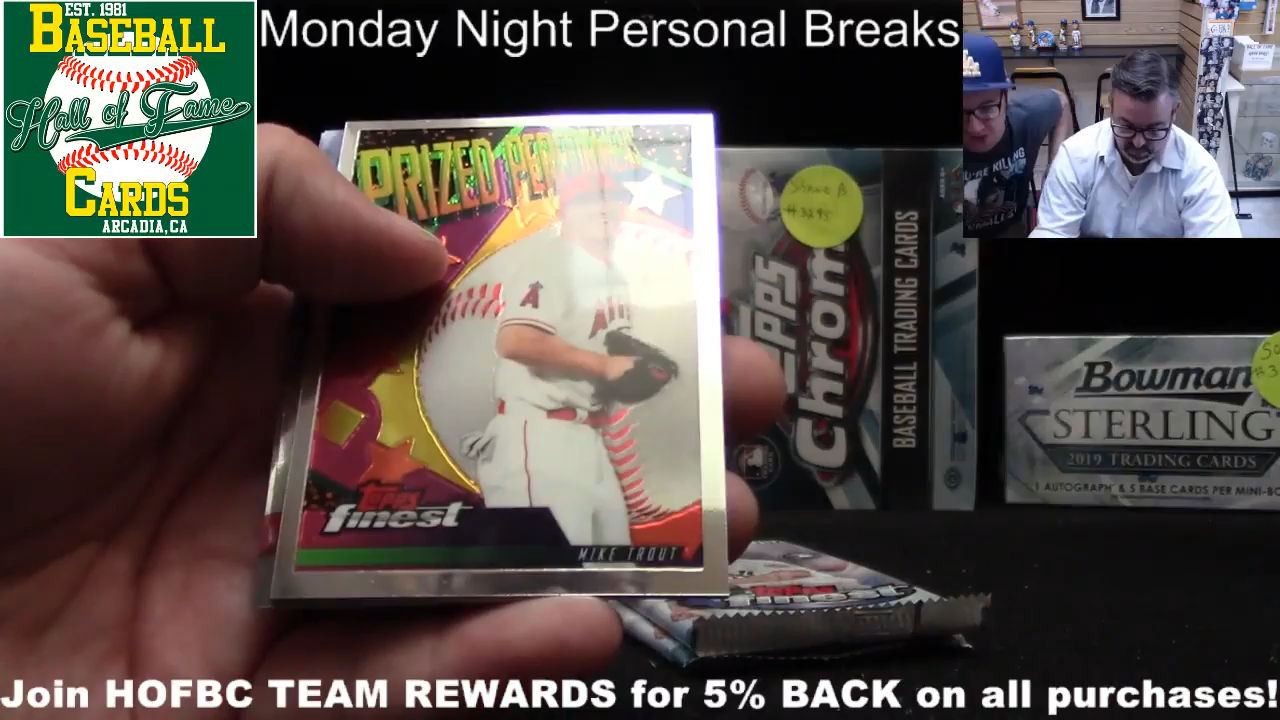 EST. 1981
BASEBALL
Hall of Fame
CARDS
ARCADIA, CA
Monday Night Personal Breaks
PRIZED
A
Topps
finest
MIKE TROUT
Chrome
BASEBALL TRADING CARDS
Bowman
STERLING
2019 TRADING CARDS
1 AUTOGRAPH & 5 BASE CARDS PER MINI-BO
Join HOFBC TEAM REWARDS for 5% BACK on all purchases!